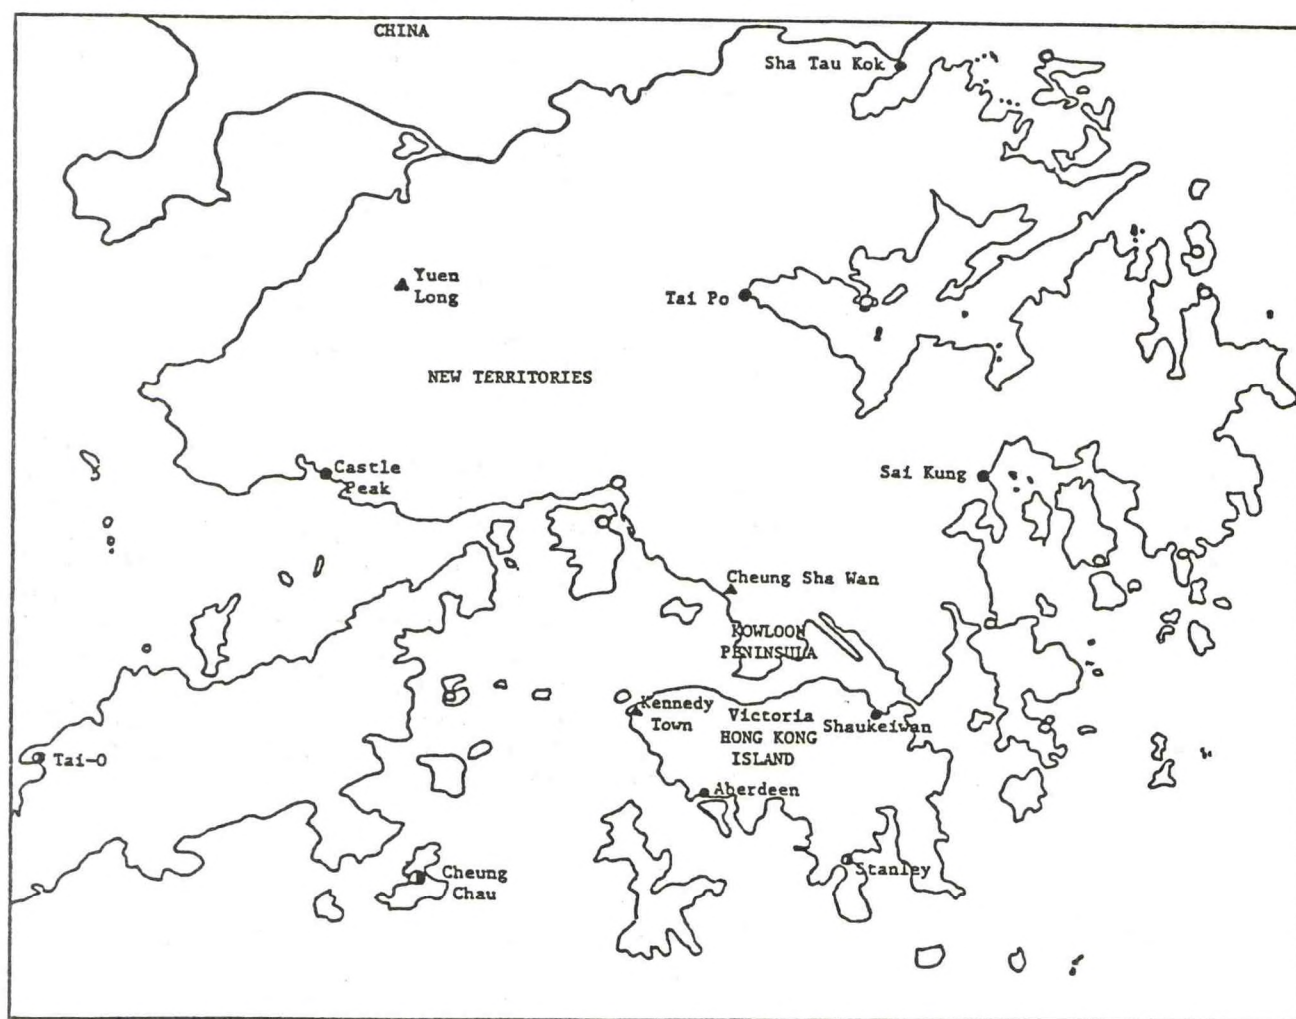 CHINA
Sha Tau Kok
Yuen
Long
Tai Po
NEW TERRITORIES
Castle
Peak
Sai Kung
Cheung Sha Wan
KOWLOON
PENINSULA
Kennedy
Town
Victoria
Shaukeiwan
HONG KONG
ISLAND
Tai-O
Aberdeen
Stanley
Cheung
Chau